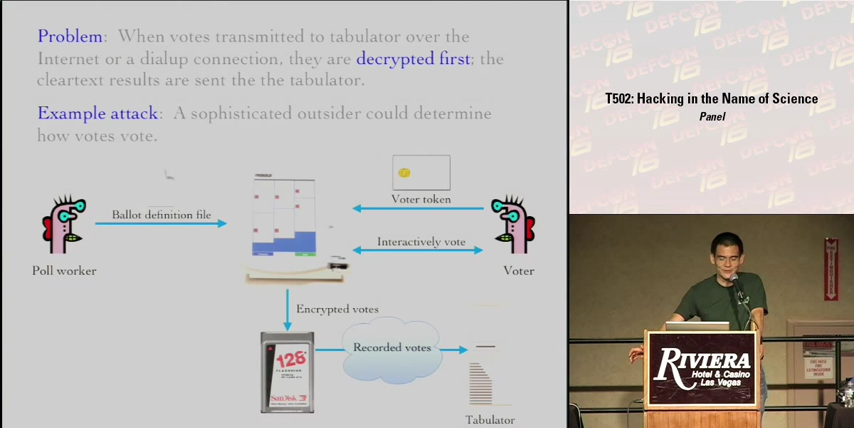 Problem: When votes transmitted to tabulator over the
Internet or a dialup connection, they are decrypted first; the
cleartext results are sent the the tabulator.
Example attack: A sophisticated outsider could determine
how votes vote.
Ballot definition file
Voter token
Interactively vote
Poll worker
Voter
Encrypted votes
Recorded votes
128
SanDisk
Tabulator
T502: Hacking in the Name of Science
Panel
DEFCON 16
RIVIERA
Hotel & Casino
Las Vegas